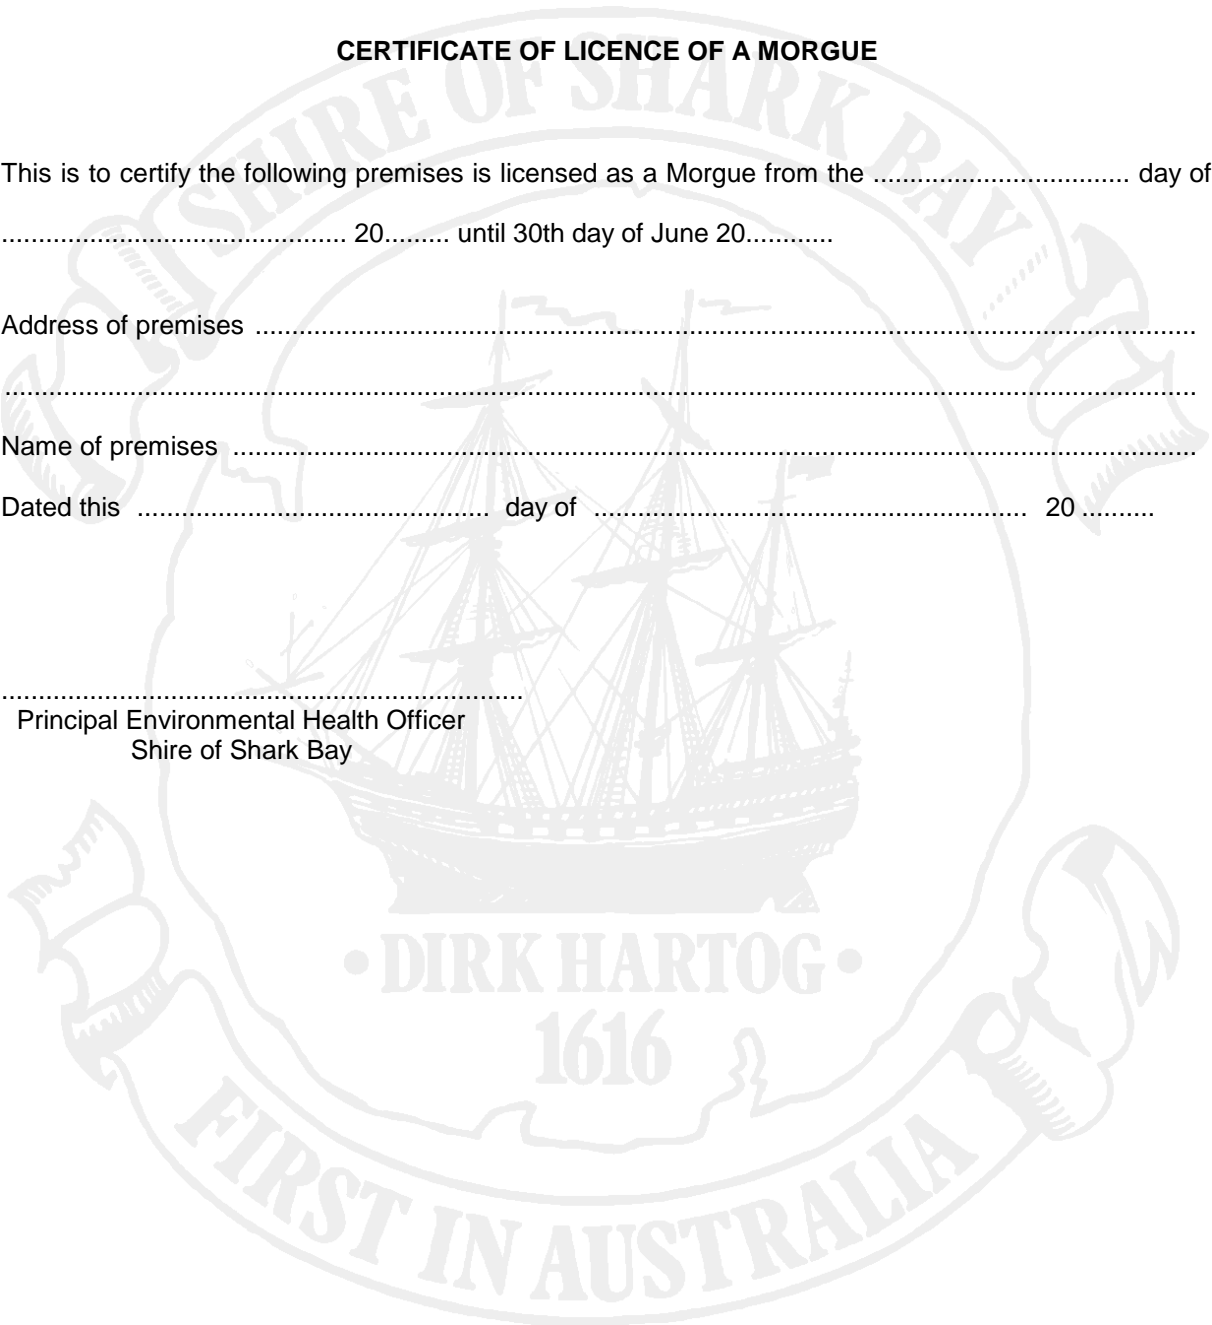 CERTIFICATE OF LICENCE OF A MORGUE
This is to certify the following premises is licensed as a Morgue from the ................................... day of
............................................... 20......... until 30th day of June 20............
Address of premises ................................................................................................................................
..................................................................................................................................................................
Name of premises ...................................................................................................................................
Dated this ................................................ day of ........................................................... 20 ..........
.......................................................................
Principal Environmental Health Officer
Shire of Shark Bay
SHIRE OF SHARK BAY
• DIRK HARTOG •
1616
FIRST IN AUSTRALIA